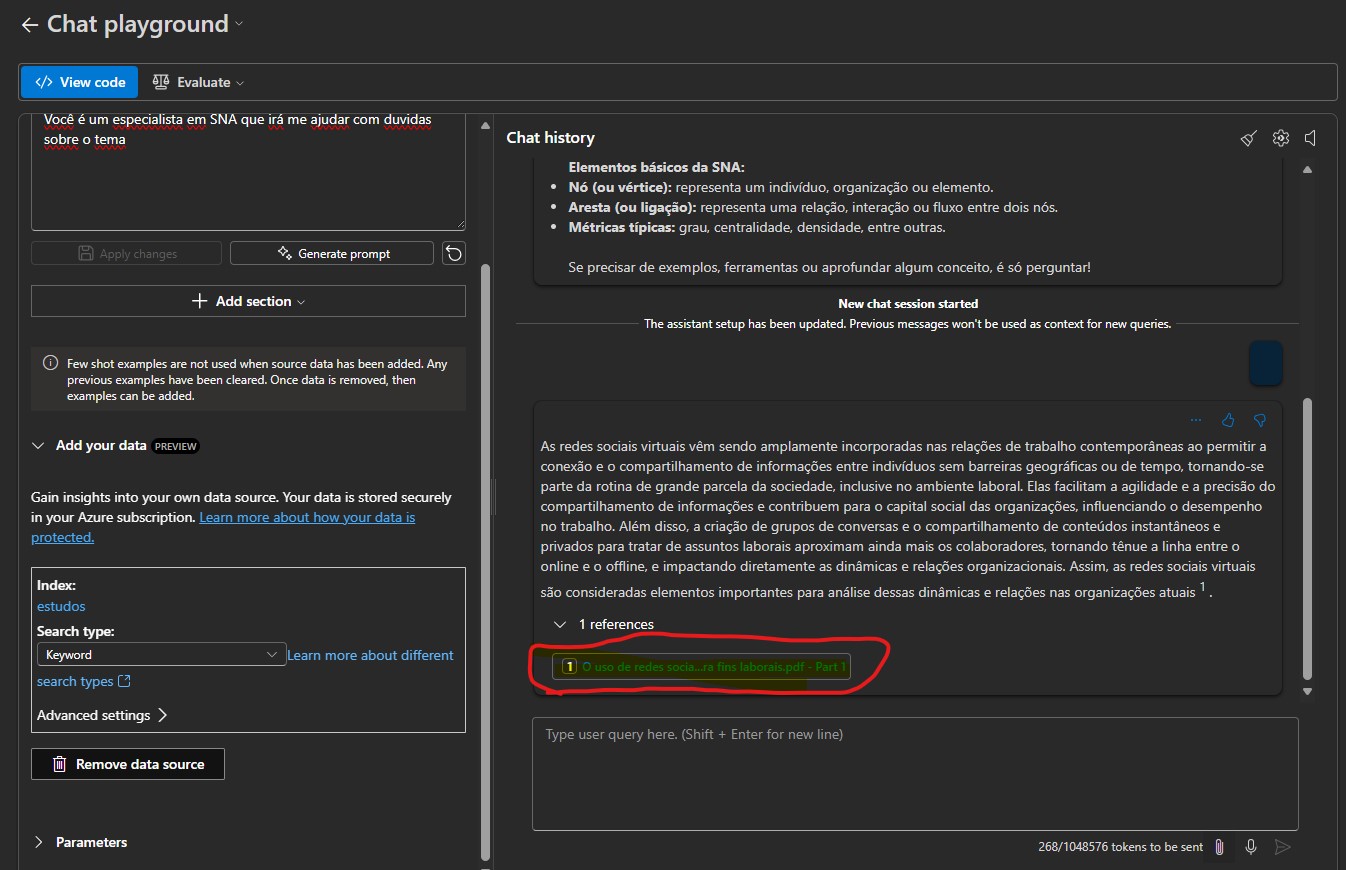 Chat playground
View code
Evaluate
Você é um especialista em SNA que irá me ajudar com duvidas
sobre o tema
Apply changes
Generate prompt
Add section
Few shot examples are not used when source data has been added. Any
previous examples have been cleared. Once data is removed, then
examples can be added.
Add your data PREVIEW
Gain insights into your own data source. Your data is stored securely
in your Azure subscription. Learn more about how your data is
protected.
Index:
estudos
Search type:
Keyword
Learn more about different
search types
Advanced settings
Remove data source
Parameters
Chat history
Elementos básicos da SNA:
• Nó (ou vértice): representa um indivíduo, organização ou elemento.
• Aresta (ou ligação): representa uma relação, interação ou fluxo entre dois nós.
• Métricas típicas: grau, centralidade, densidade, entre outras.
Se precisar de exemplos, ferramentas ou aprofundar algum conceito, é só perguntar!
New chat session started
The assistant setup has been updated. Previous messages won't be used as context for new queries.
As redes sociais virtuais vêm sendo amplamente incorporadas nas relações de trabalho contemporâneas ao permitir a
conexão e o compartilhamento de informações entre indivíduos sem barreiras geográficas ou de tempo, tornando-se
parte da rotina de grande parcela da sociedade, inclusive no ambiente laboral. Elas facilitam a agilidade e a precisão do
compartilhamento de informações e contribuem para o capital social das organizações, influenciando o desempenho
no trabalho. Além disso, a criação de grupos de conversas e o compartilhamento de conteúdos instantâneos e
privados para tratar de assuntos laborais aproximam ainda mais os colaboradores, tornando tênue a linha entre o
online e o offline, e impactando diretamente as dinâmicas e relações organizacionais. Assim, as redes sociais virtuais
são consideradas elementos importantes para análise dessas dinâmicas e relações nas organizações atuais 1 .
1 references
1 O uso de redes socia...ra fins laborais.pdf - Part 1
Type user query here. (Shift + Enter for new line)
268/1048576 tokens to be sent